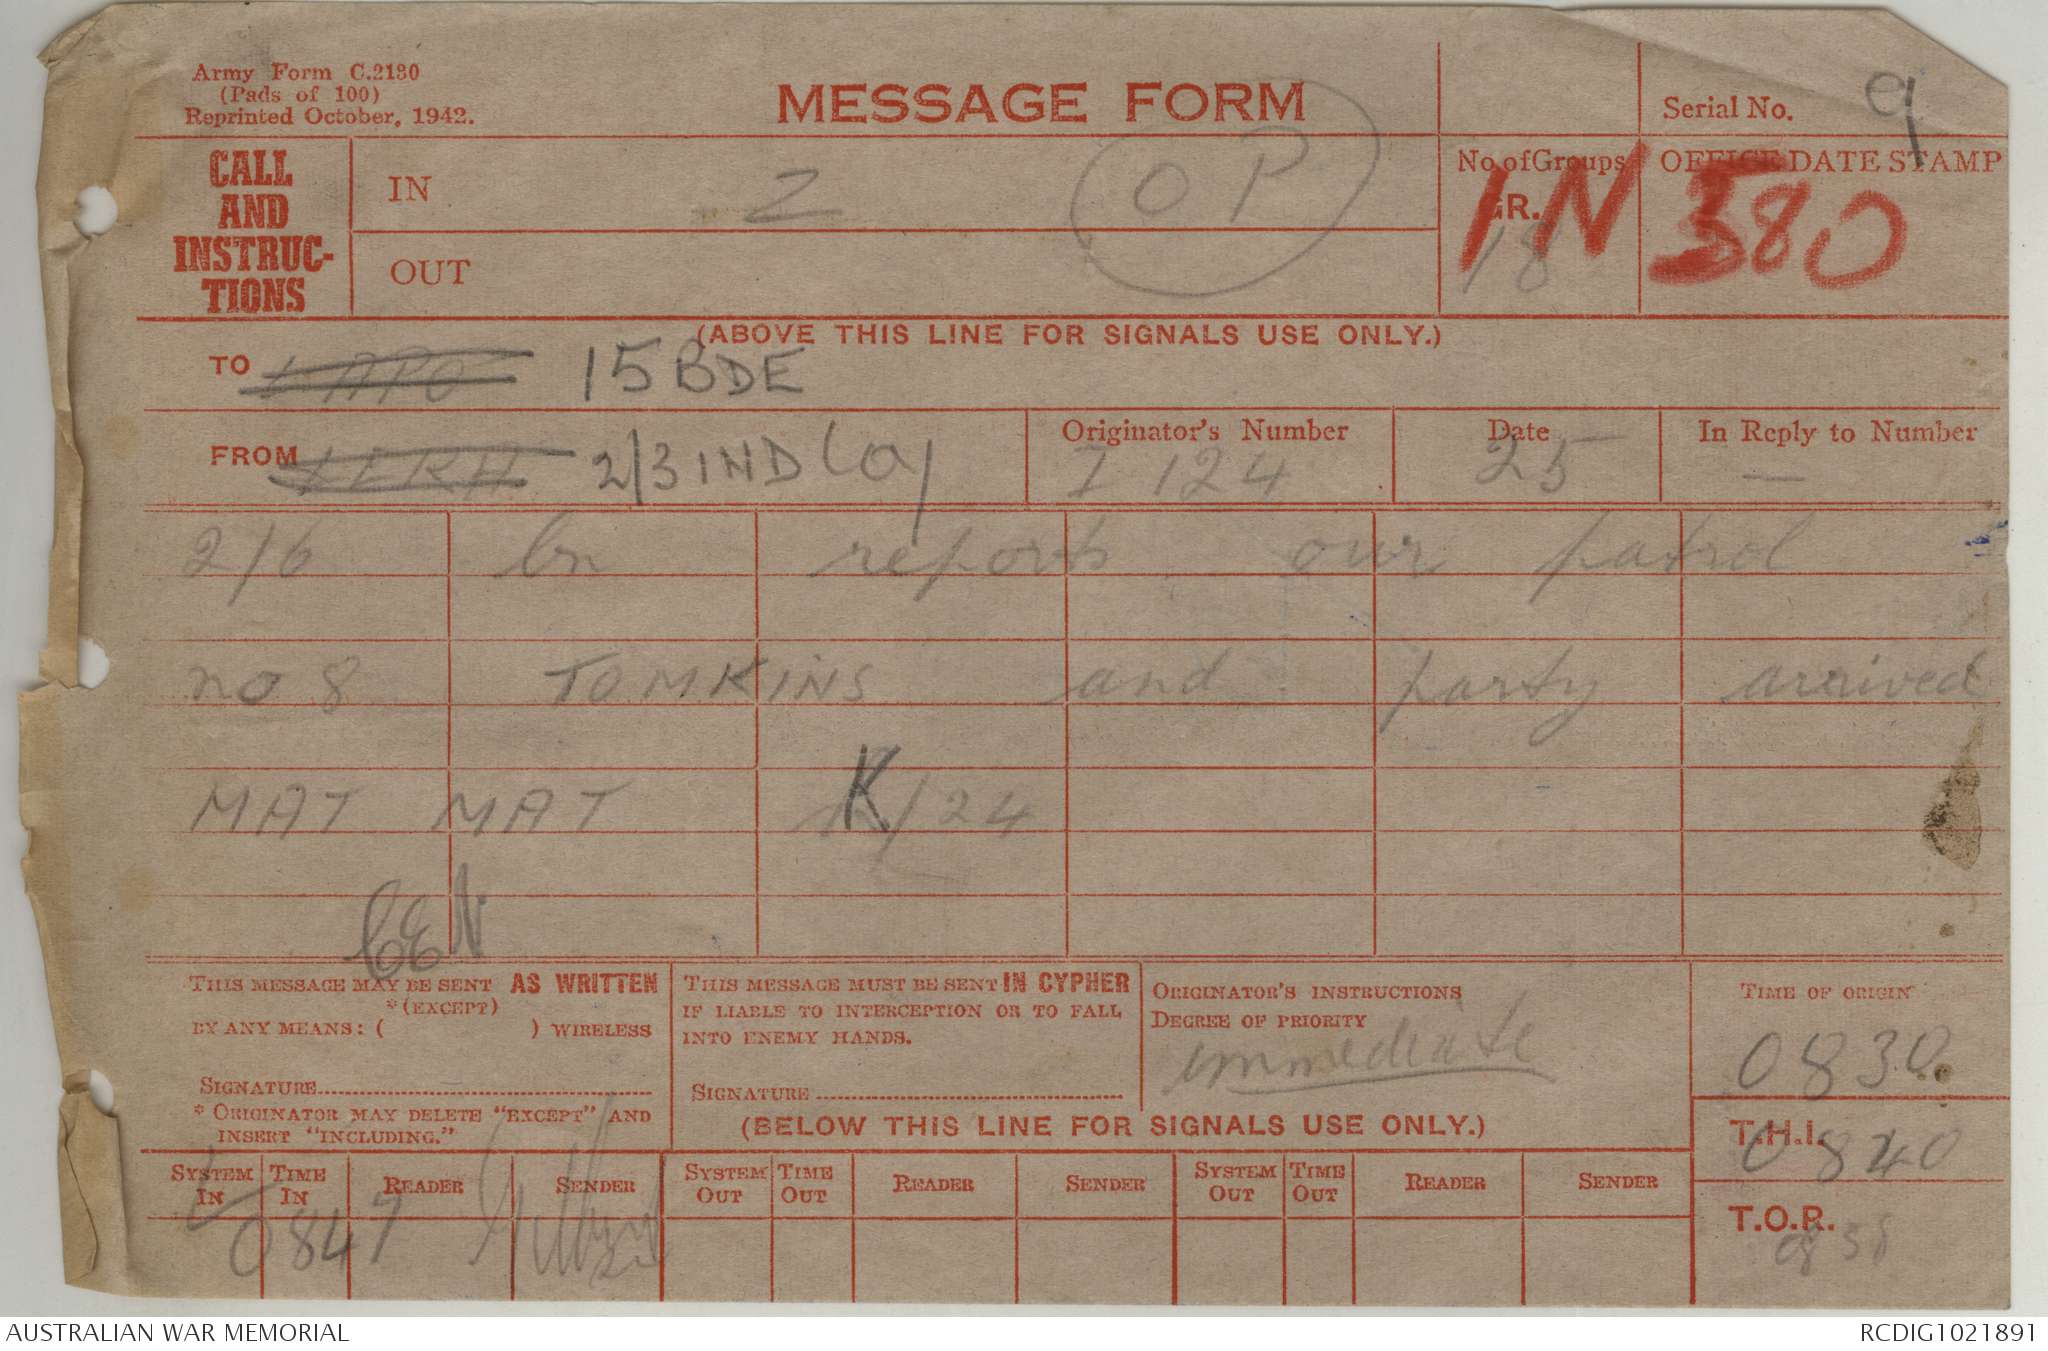 Army Form C.2130
(Pads of 100)
Reprinted October, 1942.
MESSAGE FORM
Serial No. 9
CALL AND INSTRUC-TIONS
IN Z OP
OUT
No of Groups GR. 18
OFFICE DATE STAMP
IN 580
(ABOVE THIS LINE FOR SIGNALS USE ONLY.)
TO 15 BDE
FROM 2/3 IND Coy
Originator's Number I 124
Date 25
In Reply to Number —
2/6 bn reports our patrol
no 8 TOMKINS and party arrived
MAT MAT K/24
THIS MESSAGE MAY BE SENT AS WRITTEN
*(EXCEPT)
BY ANY MEANS: ( ) WIRELESS
SIGNATURE
* ORIGINATOR MAY DELETE "EXCEPT" AND
INSERT "INCLUDING."
THIS MESSAGE MUST BE SENT IN CYPHER
IF LIABLE TO INTERCEPTION OR TO FALL
INTO ENEMY HANDS.
SIGNATURE
ORIGINATOR'S INSTRUCTIONS
DEGREE OF PRIORITY
immediate
TIME OF ORIGIN
0830
(BELOW THIS LINE FOR SIGNALS USE ONLY.)
T.H.I. 0840
SYSTEM IN TIME IN READER SENDER SYSTEM OUT TIME OUT READER SENDER SYSTEM OUT TIME OUT READER SENDER
0847
T.O.R. 0838
AUSTRALIAN WAR MEMORIAL
RCDIG1021891